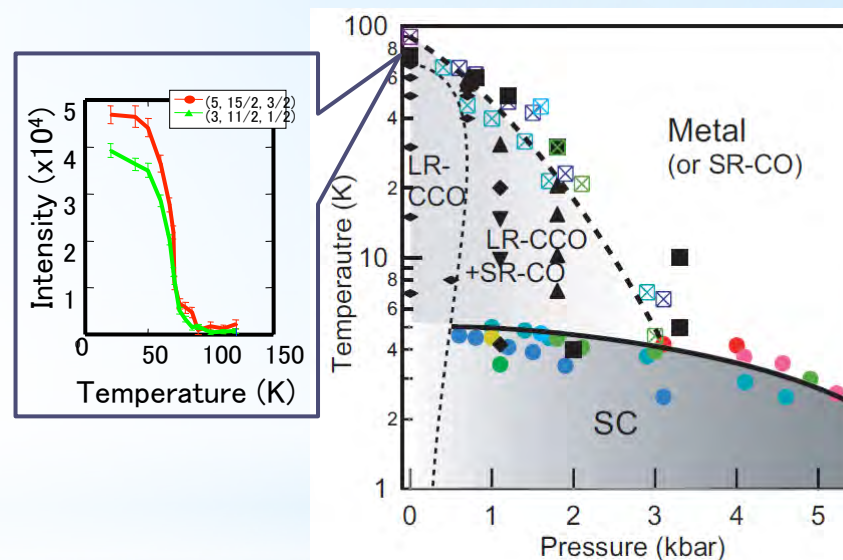 5
4
3
2
1
Intensity (x10⁴)
(5, 15/2, 3/2)
(3, 11/2, 1/2)
0
50
100
150
Temperature (K)
100
8
6
4
2
10
8
6
4
2
1
Temperautre (K)
LR-
CCO
LR-CCO
+SR-CO
Metal
(or SR-CO)
SC
0
1
2
3
4
5
Pressure (kbar)